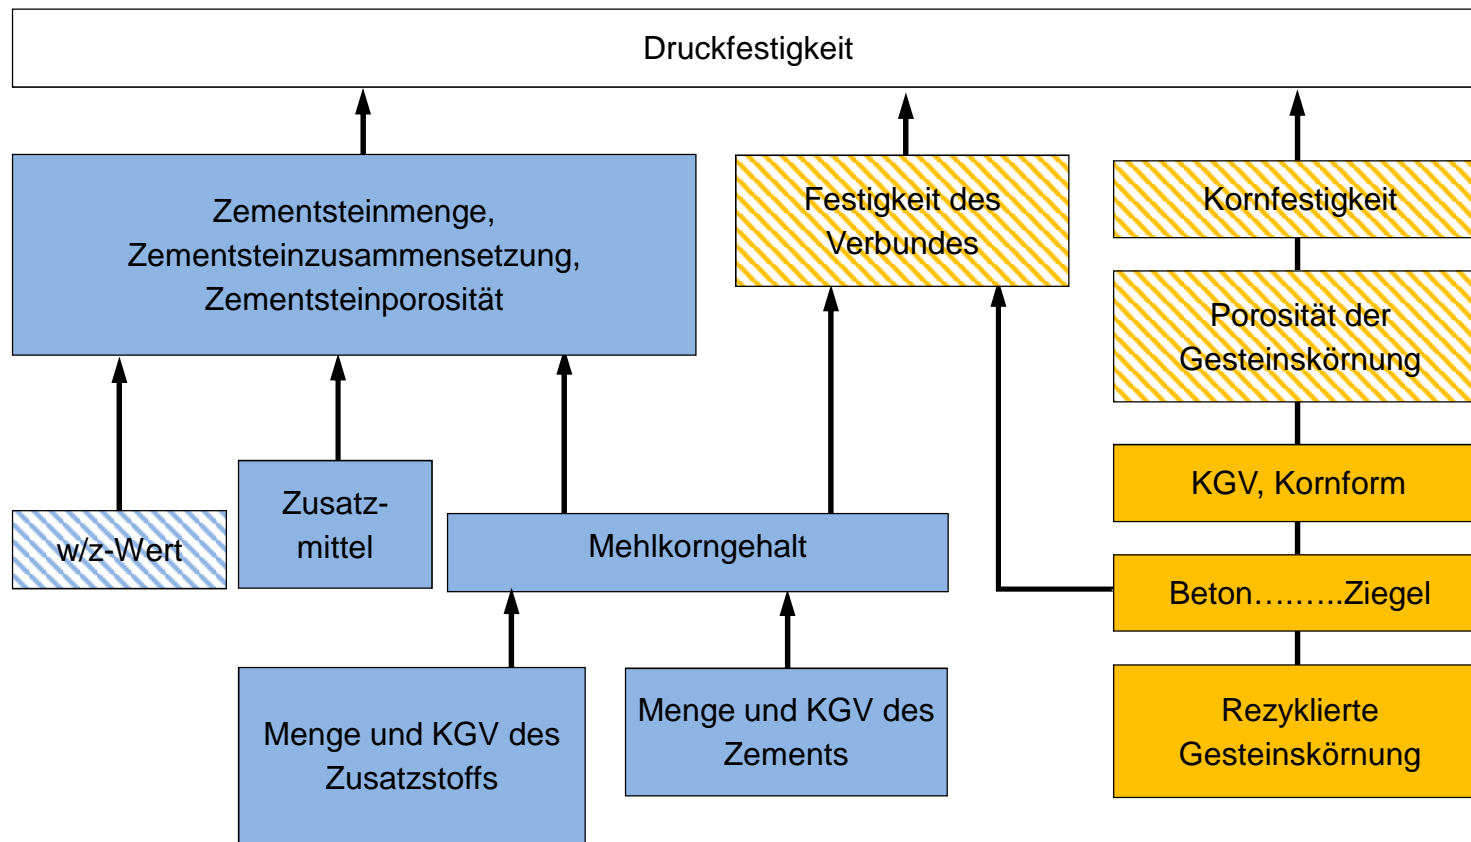 Druckfestigkeit
Zementsteinmenge,
Zementsteinzusammensetzung,
Zementsteinporosität
Festigkeit des
Verbundes
Kornfestigkeit
Porosität der
Gesteinskörnung
w/z-Wert
Zusatz-
mittel
Mehlkorngehalt
KGV, Kornform
Beton……..Ziegel
Menge und KGV des
Zusatzstoffs
Menge und KGV des
Zements
Rezyklierte
Gesteinskörnung